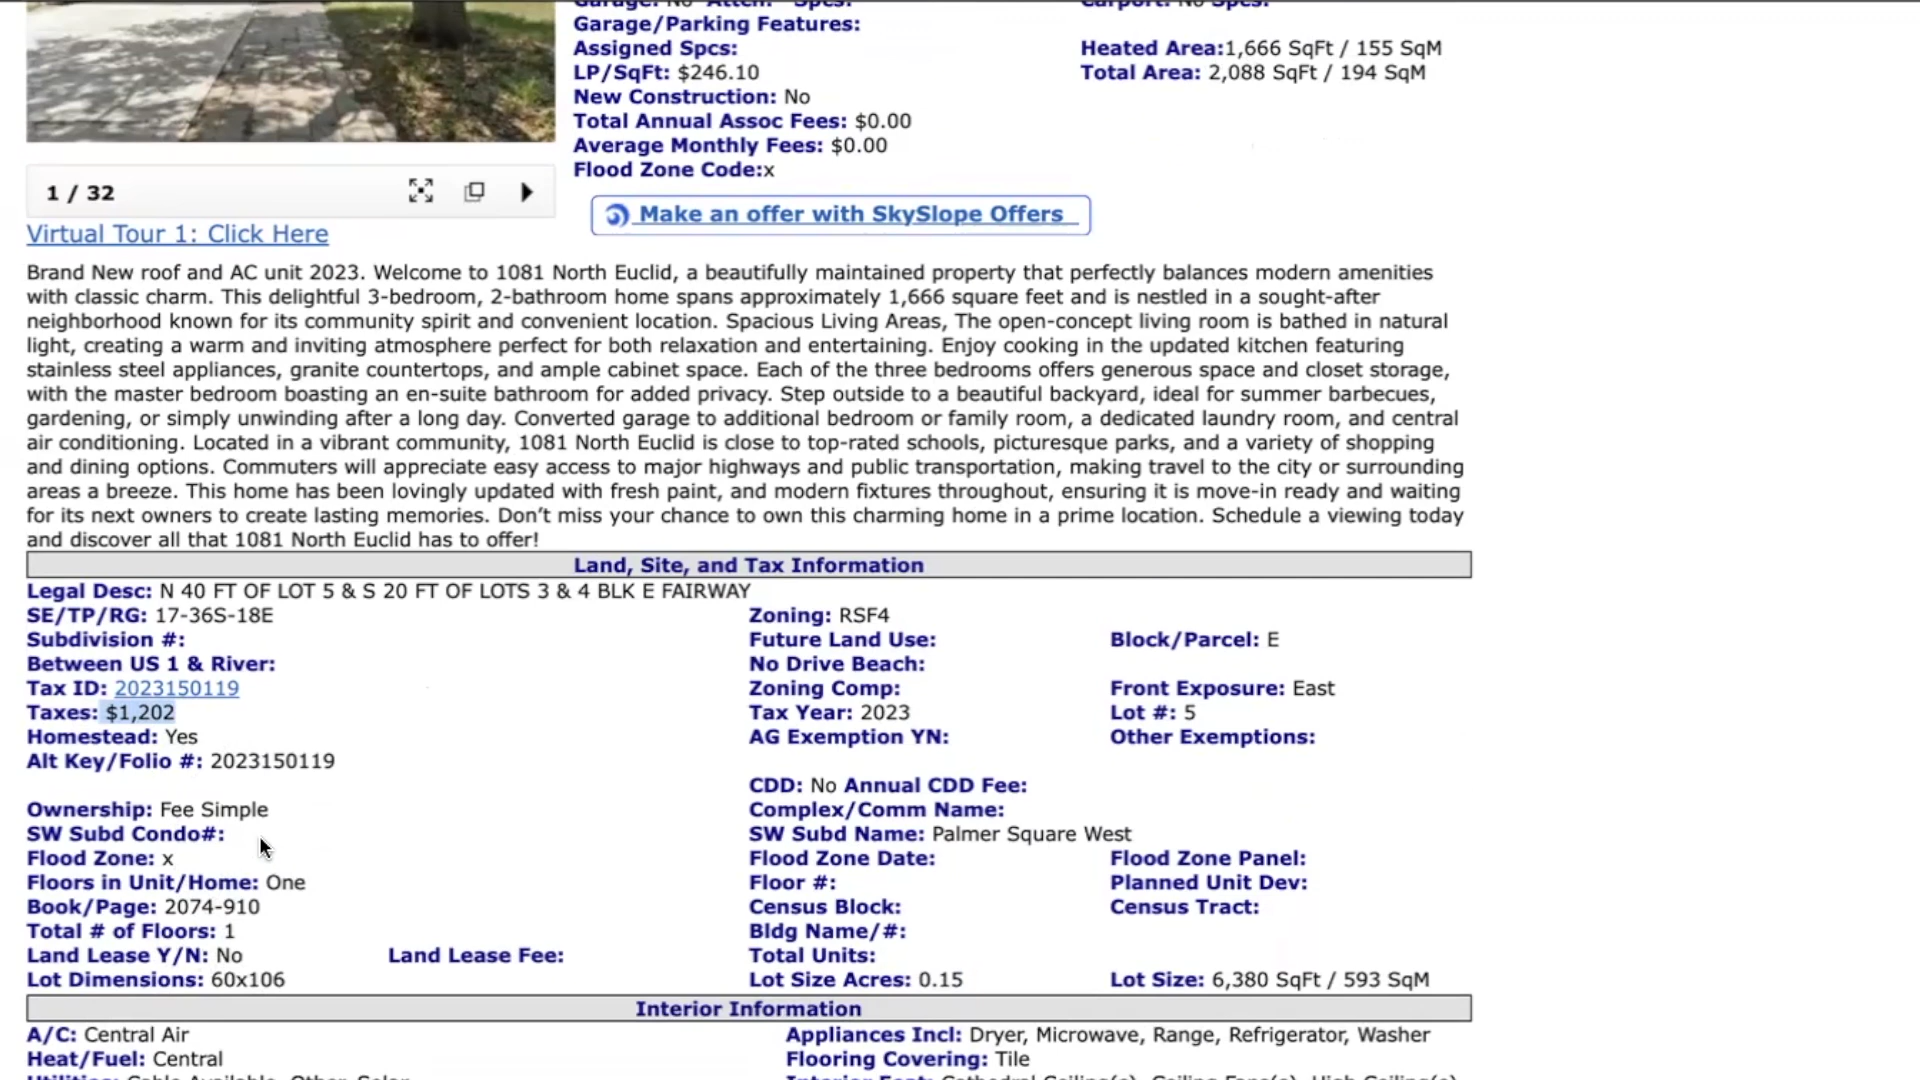 Garage: No Attch: Spcs:
Carport: No Spcs:
Garage/Parking Features:
Assigned Spcs:
Heated Area:1,666 SqFt / 155 SqM
LP/SqFt: $246.10
Total Area: 2,088 SqFt / 194 SqM
New Construction: No
Total Annual Assoc Fees: $0.00
Average Monthly Fees: $0.00
Flood Zone Code:x
1 / 32
Make an offer with SkySlope Offers
Virtual Tour 1: Click Here
Brand New roof and AC unit 2023. Welcome to 1081 North Euclid, a beautifully maintained property that perfectly balances modern amenities
with classic charm. This delightful 3-bedroom, 2-bathroom home spans approximately 1,666 square feet and is nestled in a sought-after
neighborhood known for its community spirit and convenient location. Spacious Living Areas, The open-concept living room is bathed in natural
light, creating a warm and inviting atmosphere perfect for both relaxation and entertaining. Enjoy cooking in the updated kitchen featuring
stainless steel appliances, granite countertops, and ample cabinet space. Each of the three bedrooms offers generous space and closet storage,
with the master bedroom boasting an en-suite bathroom for added privacy. Step outside to a beautiful backyard, ideal for summer barbecues,
gardening, or simply unwinding after a long day. Converted garage to additional bedroom or family room, a dedicated laundry room, and central
air conditioning. Located in a vibrant community, 1081 North Euclid is close to top-rated schools, picturesque parks, and a variety of shopping
and dining options. Commuters will appreciate easy access to major highways and public transportation, making travel to the city or surrounding
areas a breeze. This home has been lovingly updated with fresh paint, and modern fixtures throughout, ensuring it is move-in ready and waiting
for its next owners to create lasting memories. Don't miss your chance to own this charming home in a prime location. Schedule a viewing today
and discover all that 1081 North Euclid has to offer!
Land, Site, and Tax Information
Legal Desc: N 40 FT OF LOT 5 & S 20 FT OF LOTS 3 & 4 BLK E FAIRWAY
SE/TP/RG: 17-36S-18E
Zoning: RSF4
Subdivision #:
Future Land Use:
Block/Parcel: E
Between US 1 & River:
No Drive Beach:
Tax ID: 2023150119
Zoning Comp:
Front Exposure: East
Taxes: $1,202
Tax Year: 2023
Lot #: 5
Homestead: Yes
AG Exemption YN:
Other Exemptions:
Alt Key/Folio #: 2023150119
CDD: No Annual CDD Fee:
Ownership: Fee Simple
Complex/Comm Name:
SW Subd Condo#:
SW Subd Name: Palmer Square West
Flood Zone: x
Flood Zone Date:
Flood Zone Panel:
Floors in Unit/Home: One
Floor #:
Planned Unit Dev:
Book/Page: 2074-910
Census Block:
Census Tract:
Total # of Floors: 1
Bldg Name/#:
Land Lease Y/N: No
Land Lease Fee:
Total Units:
Lot Dimensions: 60x106
Lot Size Acres: 0.15
Lot Size: 6,380 SqFt / 593 SqM
Interior Information
A/C: Central Air
Appliances Incl: Dryer, Microwave, Range, Refrigerator, Washer
Heat/Fuel: Central
Flooring Covering: Tile
Utilities: Cable Available, Other, Solar
Interior Feat: Cathedral Ceiling(s), Ceiling Fans(s), High Ceiling(s)